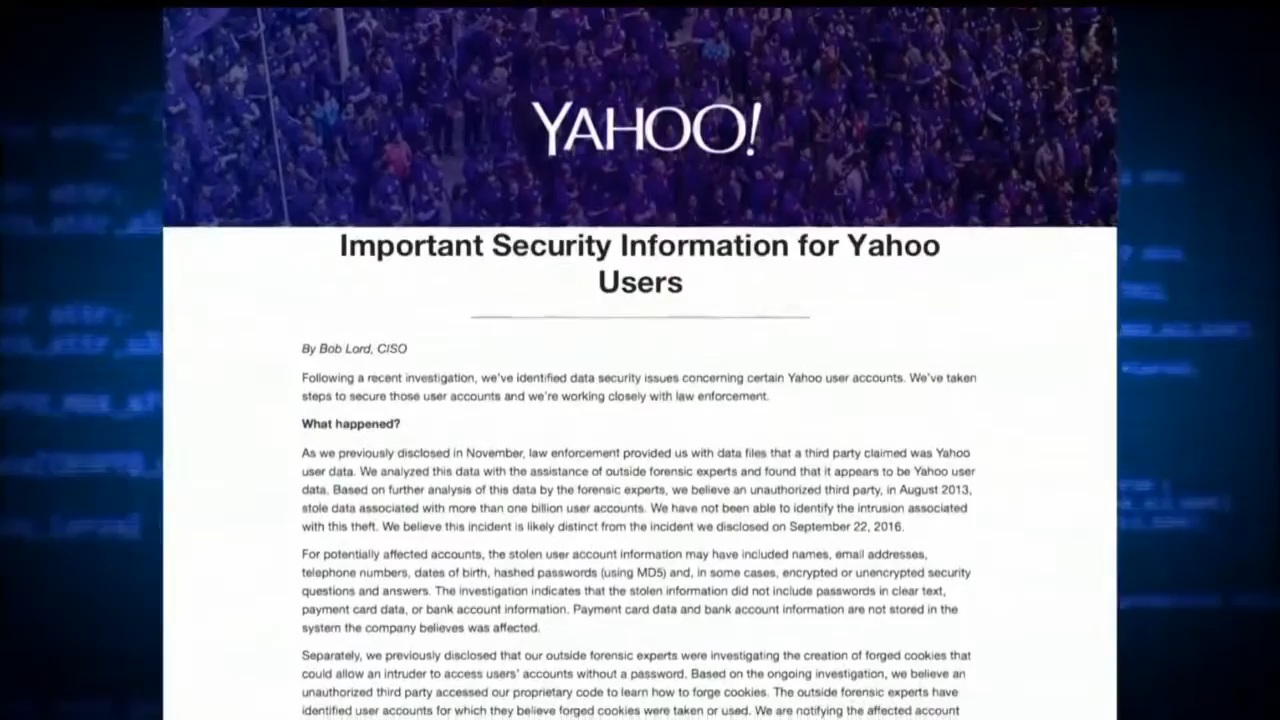 YAHOO!
Important Security Information for Yahoo
Users
By Bob Lord, CISO
Following a recent investigation, we've identified data security issues concerning certain Yahoo user accounts. We've taken
steps to secure those user accounts and we're working closely with law enforcement.
What happened?
As we previously disclosed in November, law enforcement provided us with data files that a third party claimed was Yahoo
user data. We analyzed this data with the assistance of outside forensic experts and found that it appears to be Yahoo user
data. Based on further analysis of this data by the forensic experts, we believe an unauthorized third party, in August 2013,
stole data associated with more than one billion user accounts. We have not been able to identify the intrusion associated
with this theft. We believe this incident is likely distinct from the incident we disclosed on September 22, 2016.
For potentially affected accounts, the stolen user account information may have included names, email addresses,
telephone numbers, dates of birth, hashed passwords (using MD5) and, in some cases, encrypted or unencrypted security
questions and answers. The investigation indicates that the stolen information did not include passwords in clear text,
payment card data, or bank account information. Payment card data and bank account information are not stored in the
system the company believes was affected.
Separately, we previously disclosed that our outside forensic experts were investigating the creation of forged cookies that
could allow an intruder to access users' accounts without a password. Based on the ongoing investigation, we believe an
unauthorized third party accessed our proprietary code to learn how to forge cookies. The outside forensic experts have
identified user accounts for which they believe forged cookies were taken or used. We are notifying the affected account